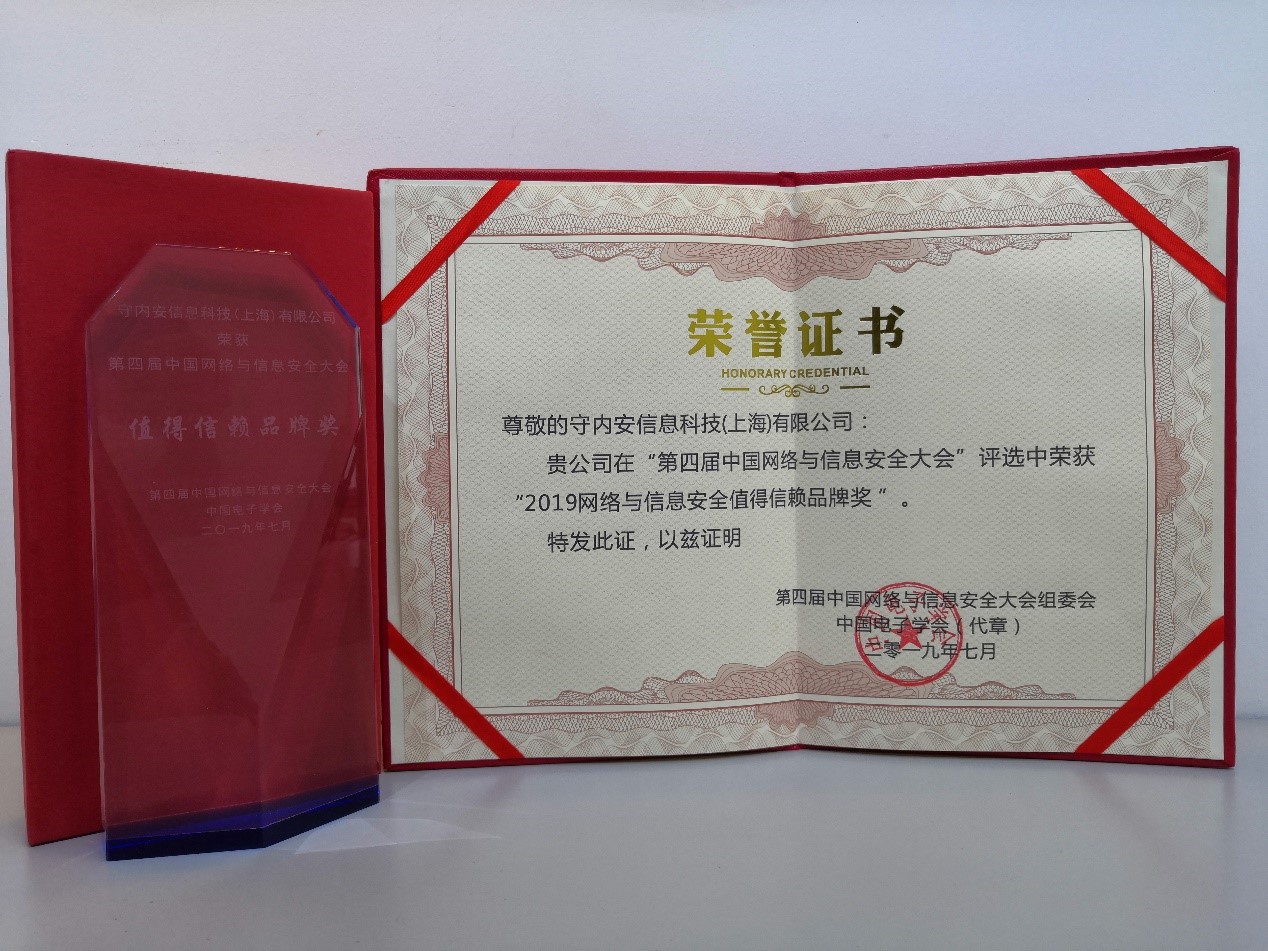 守内安信息科技(上海)有限公司
荣获
第四届中国网络与信息安全大会
值得信赖品牌奖
第四届中国网络与信息安全大会
中国电子学会
二〇一九年七月
荣誉证书
HONORARY CREDENTIAL
尊敬的守内安信息科技(上海)有限公司：
贵公司在“第四届中国网络与信息安全大会”评选中荣获
“2019网络与信息安全值得信赖品牌奖 ”。
特发此证，以兹证明
第四届中国网络与信息安全大会组委会
中国电子学会（代章）
二零一九年七月
中国电子学会